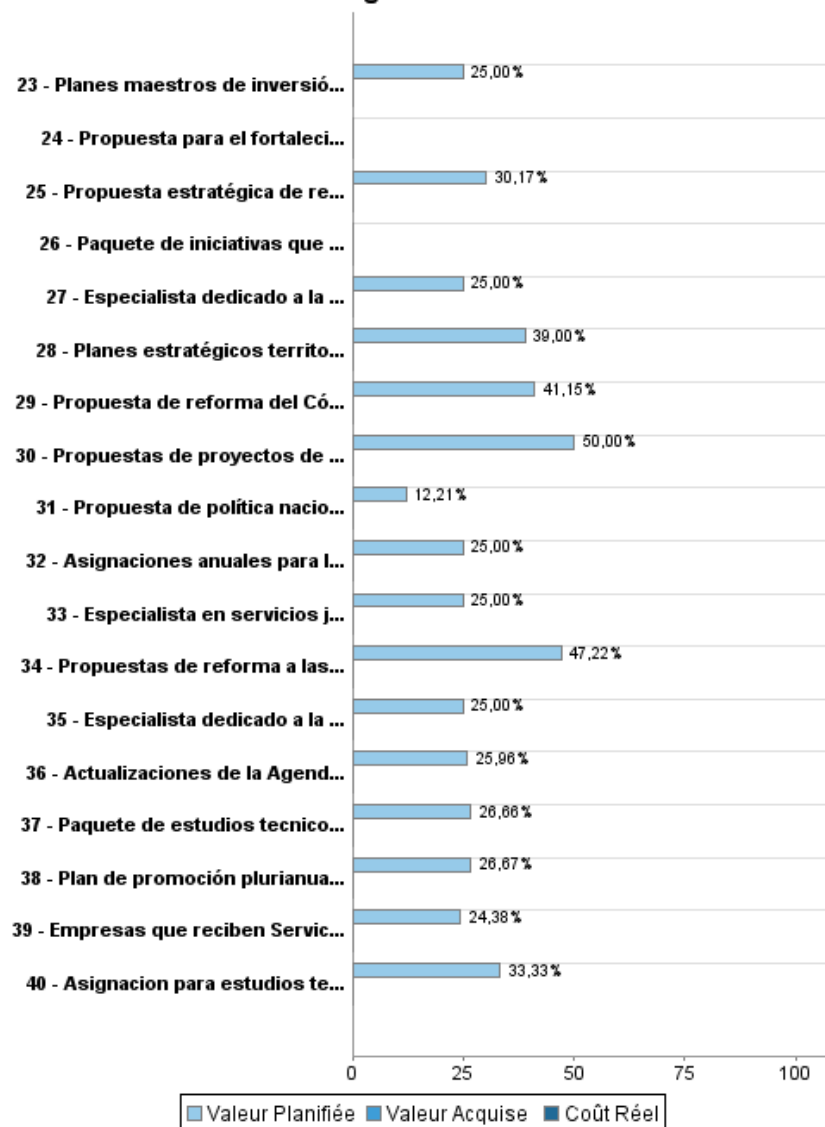 23 - Planes maestros de inversió... 25,00%
24 - Propuesta para el fortaleci...
25 - Propuesta estratégica de re... 30,17%
26 - Paquete de iniciativas que ...
27 - Especialista dedicado a la ... 25,00%
28 - Planes estratégicos territo... 39,00%
29 - Propuesta de reforma del Có... 41,15%
30 - Propuestas de proyectos de ... 50,00%
31 - Propuesta de política nacio... 12,21%
32 - Asignaciones anuales para l... 25,00%
33 - Especialista en servicios j... 25,00%
34 - Propuestas de reforma a las... 47,22%
35 - Especialista dedicado a la ... 25,00%
36 - Actualizaciones de la Agend... 25,96%
37 - Paquete de estudios tecnico... 26,66%
38 - Plan de promoción plurianua... 26,67%
39 - Empresas que reciben Servic... 24,38%
40 - Asignacion para estudios te... 33,33%
0 25 50 75 100
Valeur Planifiée Valeur Acquise Coût Réel